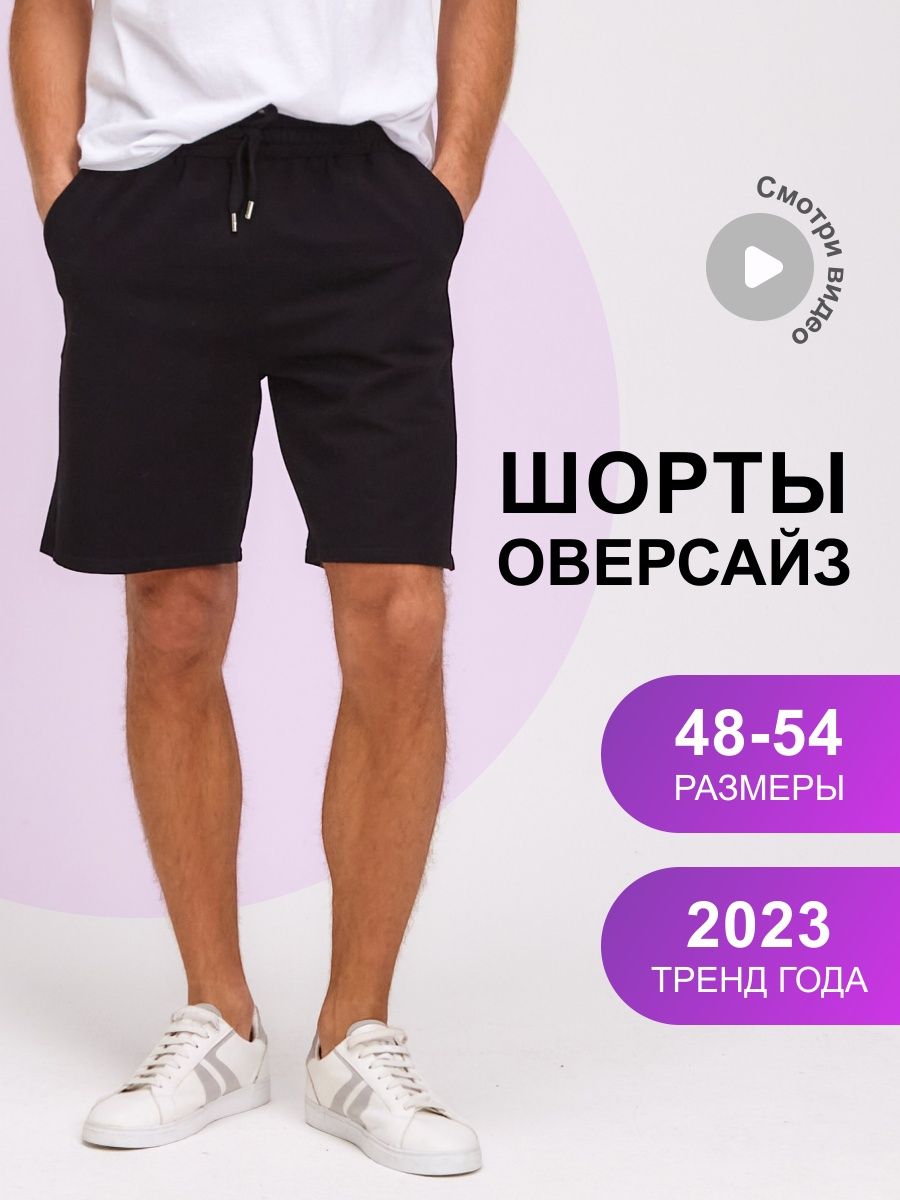 Смотри видео
ШОРТЫ
ОВЕРСАЙЗ
48-54
РАЗМЕРЫ
2023
ТРЕНД ГОДА